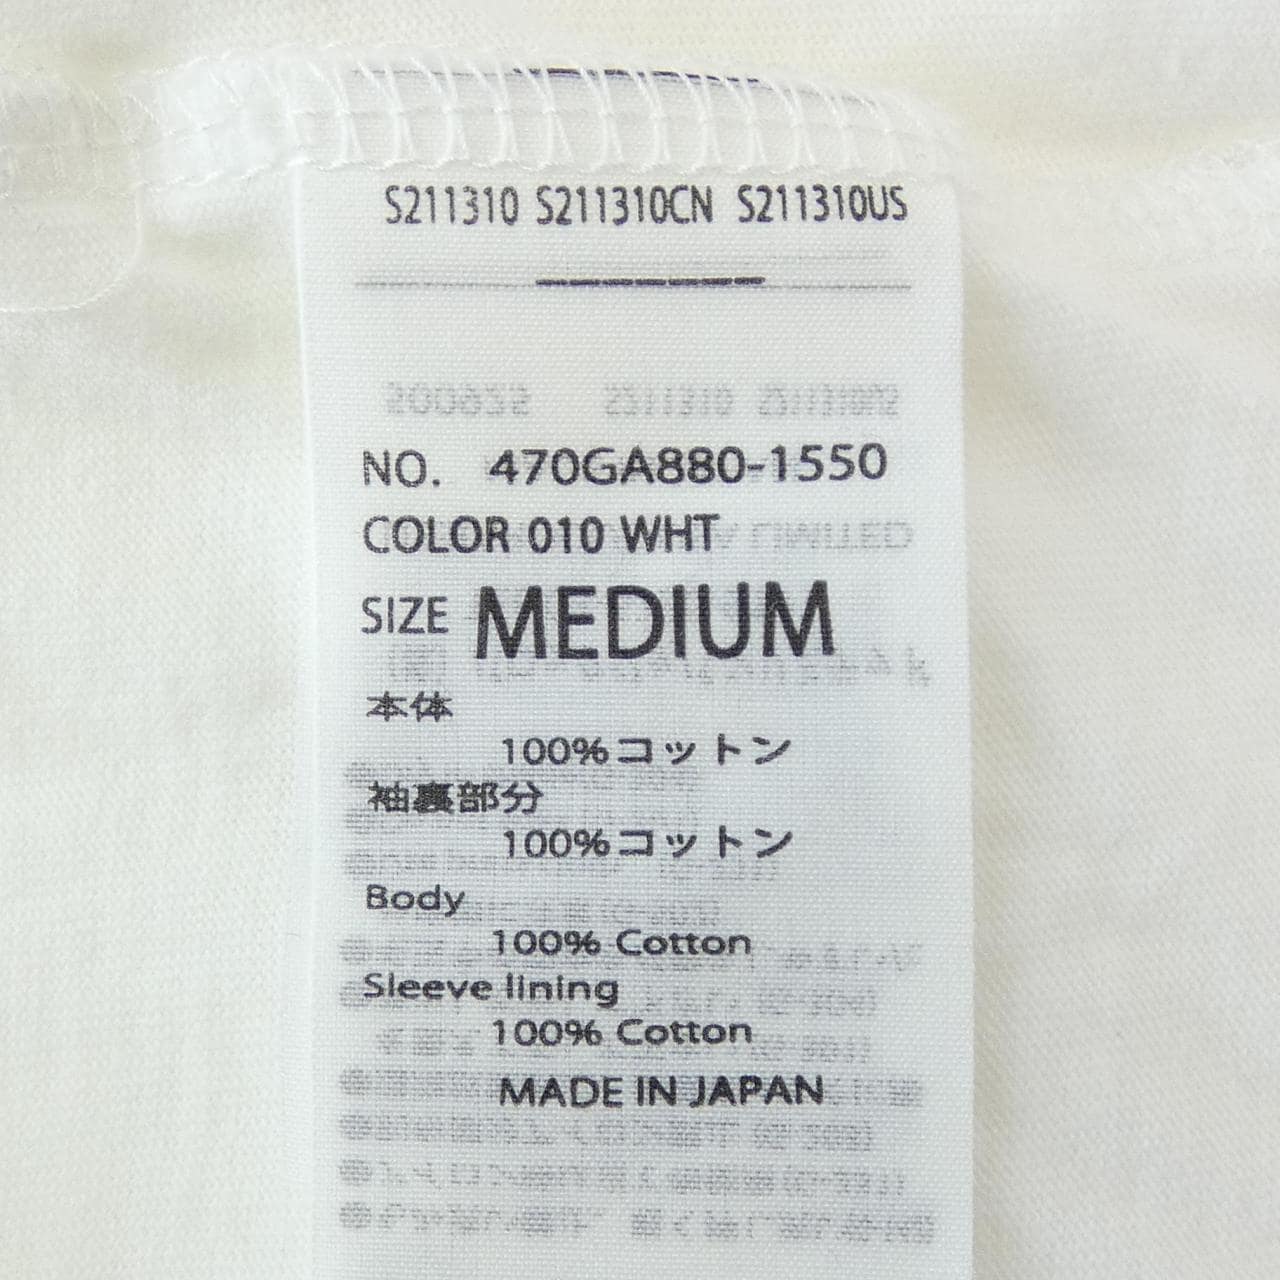 S211310 S211310CN S211310US
NO. 470GA880-1550
COLOR 010 WHT
SIZE MEDIUM
本体
100%コットン
袖裏部分
100%コットン
Body
100% Cotton
Sleeve lining
100% Cotton
MADE IN JAPAN